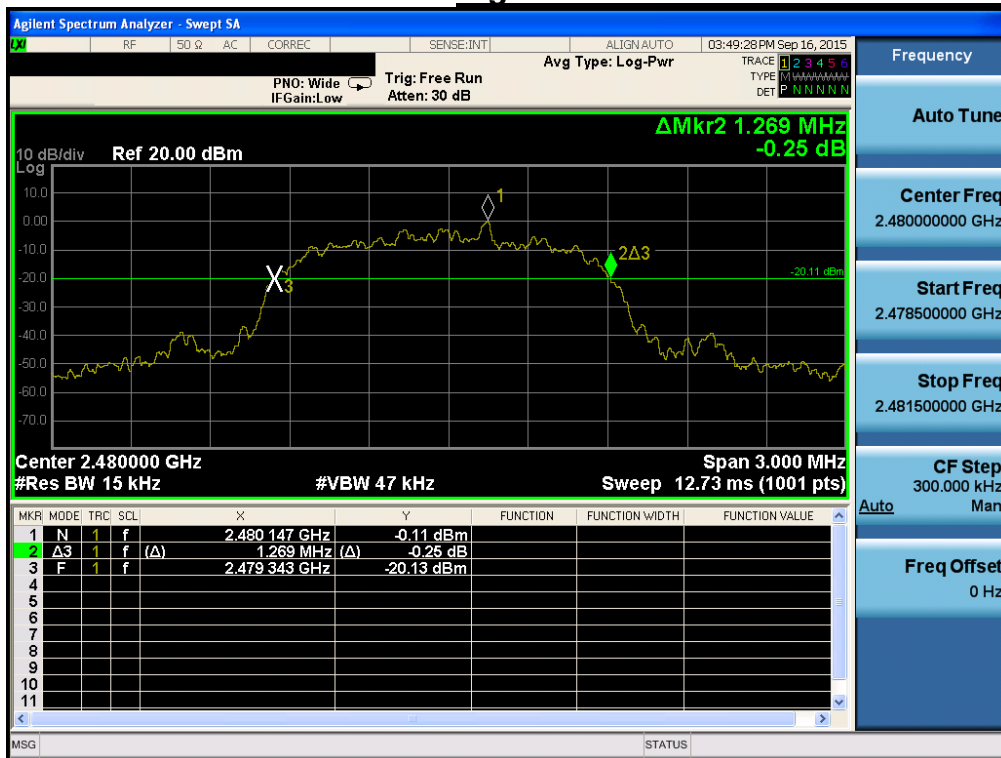 Agilent Spectrum Analyzer - Swept SA
LXI RF 50 Ω AC CORREC SENSE:INT ALIGN AUTO 03:49:28 PM Sep 16, 2015
Avg Type: Log-Pwr
TRACE 1 2 3 4 5 6
TYPE M
DET P N N N N N
PNO: Wide
IFGain:Low
Trig: Free Run
Atten: 30 dB
ΔMkr2 1.269 MHz
-0.25 dB
10 dB/div Ref 20.00 dBm
Log
10.0
0.00
-10.0
-20.0
-30.0
-40.0
-50.0
-60.0
-70.0
1
2Δ3
3
-20.11 dBm
Center 2.480000 GHz Span 3.000 MHz
#Res BW 15 kHz #VBW 47 kHz Sweep 12.73 ms (1001 pts)
MKR MODE TRC SCL X Y FUNCTION FUNCTION WIDTH FUNCTION VALUE
1 N 1 f 2.480 147 GHz -0.11 dBm
2 Δ3 1 f (Δ) 1.269 MHz (Δ) -0.25 dB
3 F 1 f 2.479 343 GHz -20.13 dBm
4
5
6
7
8
9
10
11
MSG STATUS
Frequency
Auto Tune
Center Freq
2.480000000 GHz
Start Freq
2.478500000 GHz
Stop Freq
2.481500000 GHz
CF Step
300.000 kHz
Auto Man
Freq Offset
0 Hz